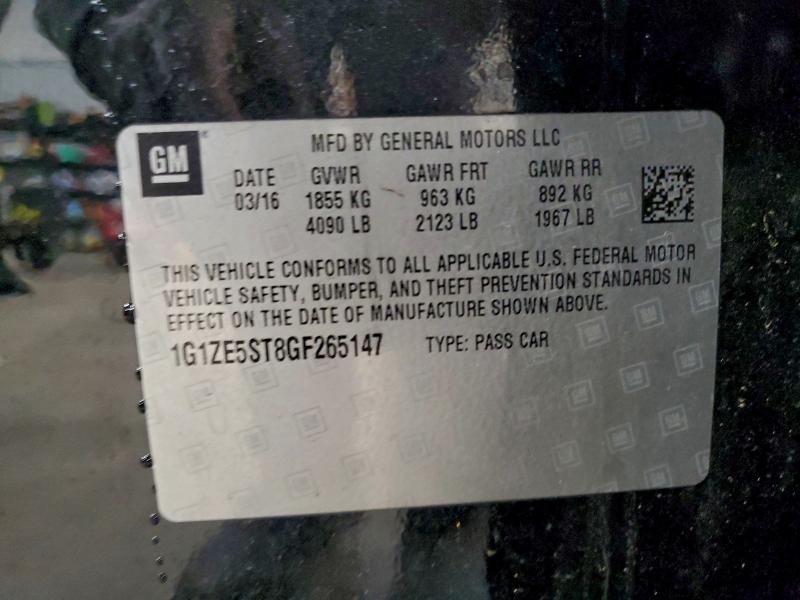 GM
MFD BY GENERAL MOTORS LLC
DATE GVWR GAWR FRT GAWR RR
03/16 1855 KG 963 KG 892 KG
4090 LB 2123 LB 1967 LB
THIS VEHICLE CONFORMS TO ALL APPLICABLE U.S. FEDERAL MOTOR
VEHICLE SAFETY, BUMPER, AND THEFT PREVENTION STANDARDS IN
EFFECT ON THE DATE OF MANUFACTURE SHOWN ABOVE.
1G1ZE5ST8GF265147 TYPE: PASS CAR